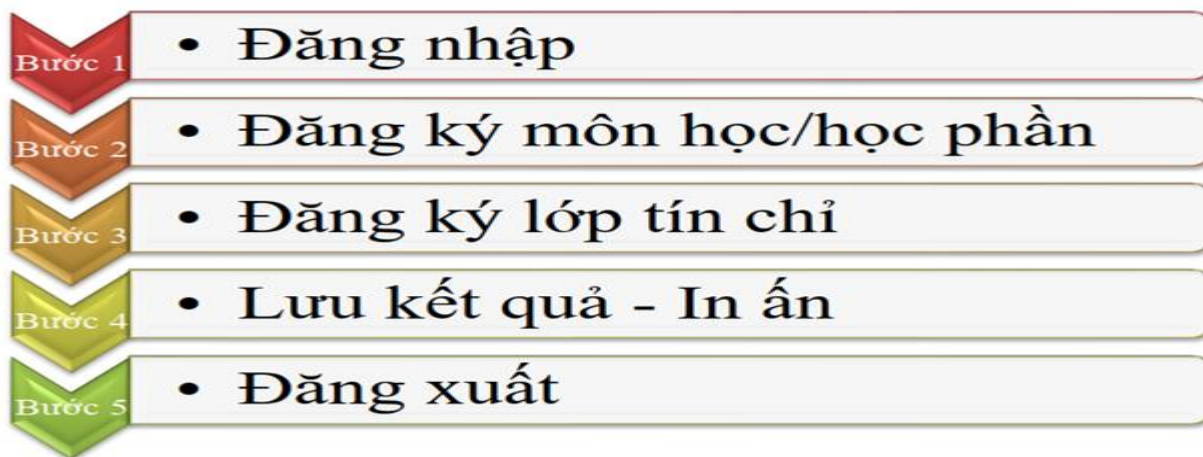 Bước 1
• Đăng nhập
Bước 2
• Đăng ký môn học/học phần
Bước 3
• Đăng ký lớp tín chỉ
Bước 4
• Lưu kết quả - In ấn
Bước 5
• Đăng xuất